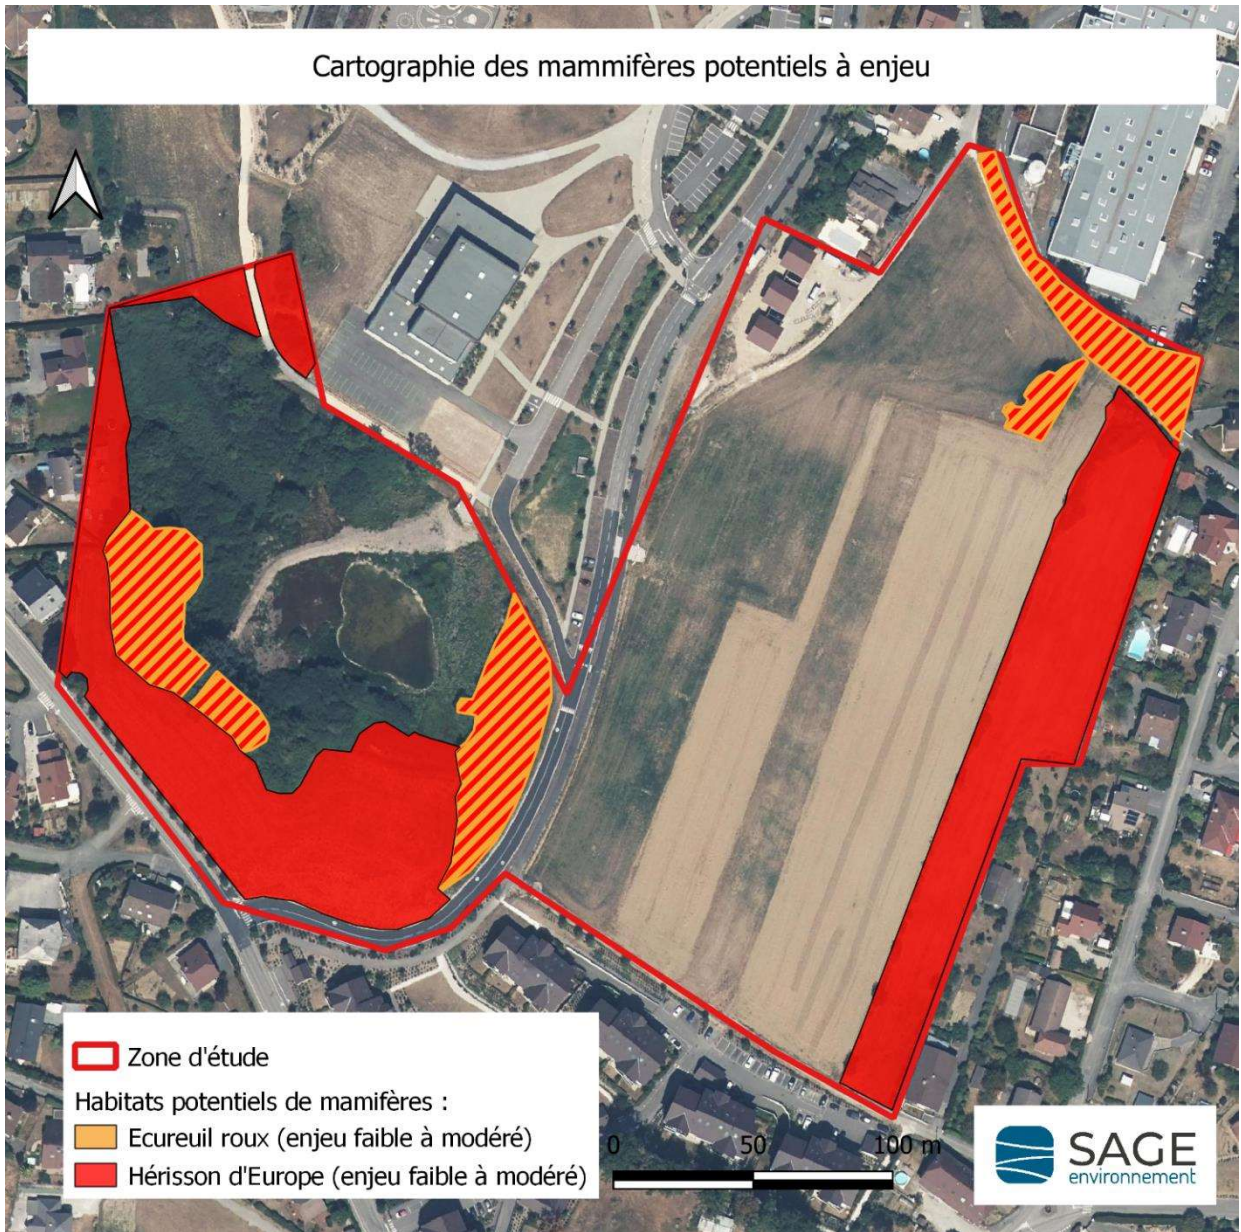 Cartographie des mammifères potentiels à enjeu
Zone d'étude
Habitats potentiels de mamifères :
Ecureuil roux (enjeu faible à modéré)
Hérisson d'Europe (enjeu faible à modéré)
0 50 100 m
SAGE
environnement